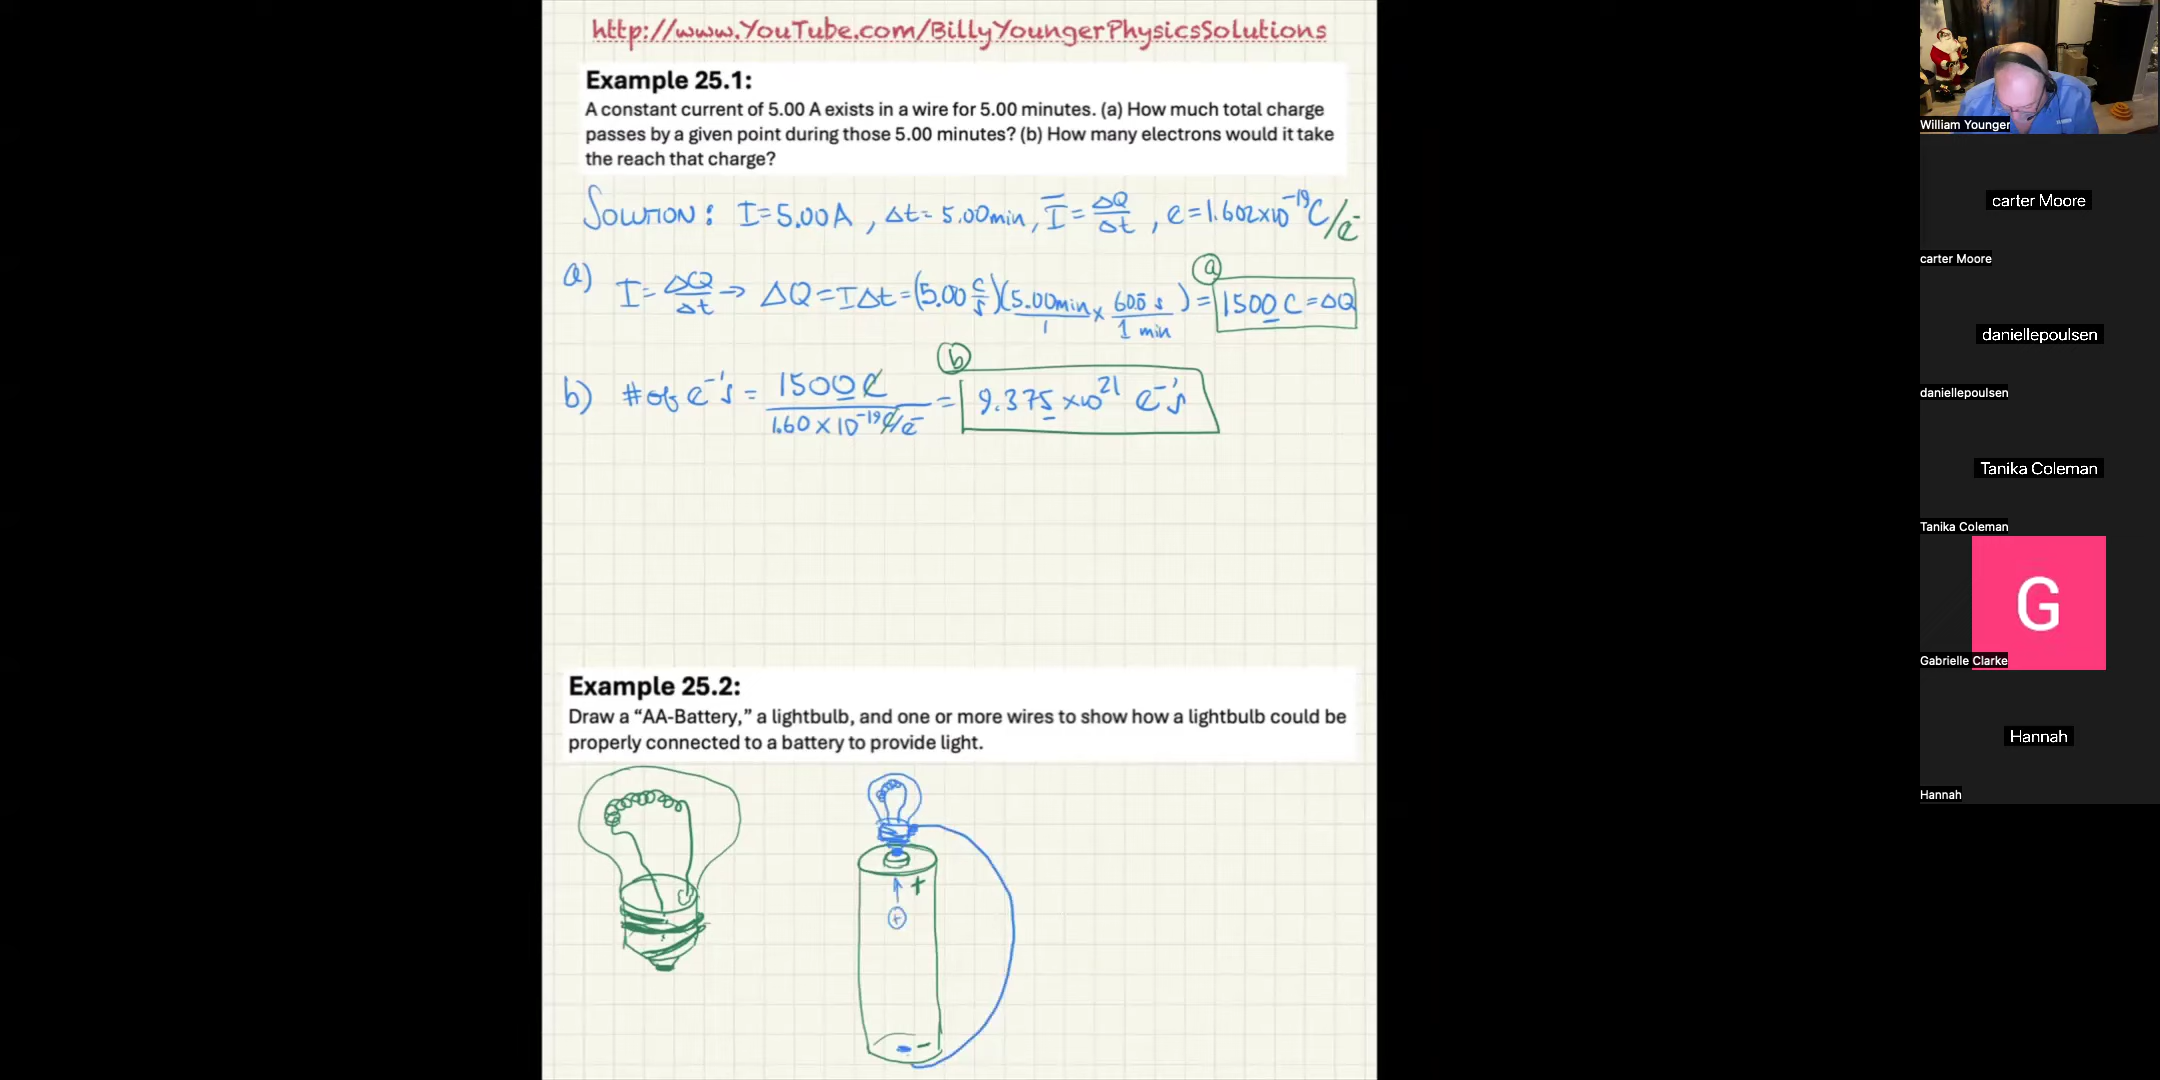 http://www.YouTube.com/BillyYoungerPhysicsSolutions
Example 25.1:
A constant current of 5.00 A exists in a wire for 5.00 minutes. (a) How much total charge
passes by a given point during those 5.00 minutes? (b) How many electrons would it take
the reach that charge?
SOLUTION: I=5.00A, Δt=5.00min, I̅=ΔQ/Δt, e=1.602x10^-19 C/e^-
a) I=ΔQ/Δt → ΔQ=IΔt=(5.00 C/s)(5.00min/1 x 60.0 s/1 min)= ⓐ 1500 C=ΔQ
b) # of e^-'s = 1500 C/1.60x10^-19 C/e^- = ⓑ 9.375 x10^21 e^-'s
Example 25.2:
Draw a “AA-Battery,” a lightbulb, and one or more wires to show how a lightbulb could be
properly connected to a battery to provide light.
+
+
-
William Younger
carter Moore
carter Moore
daniellepoulsen
daniellepoulsen
Tanika Coleman
Tanika Coleman
G
Gabrielle Clarke
Hannah
Hannah